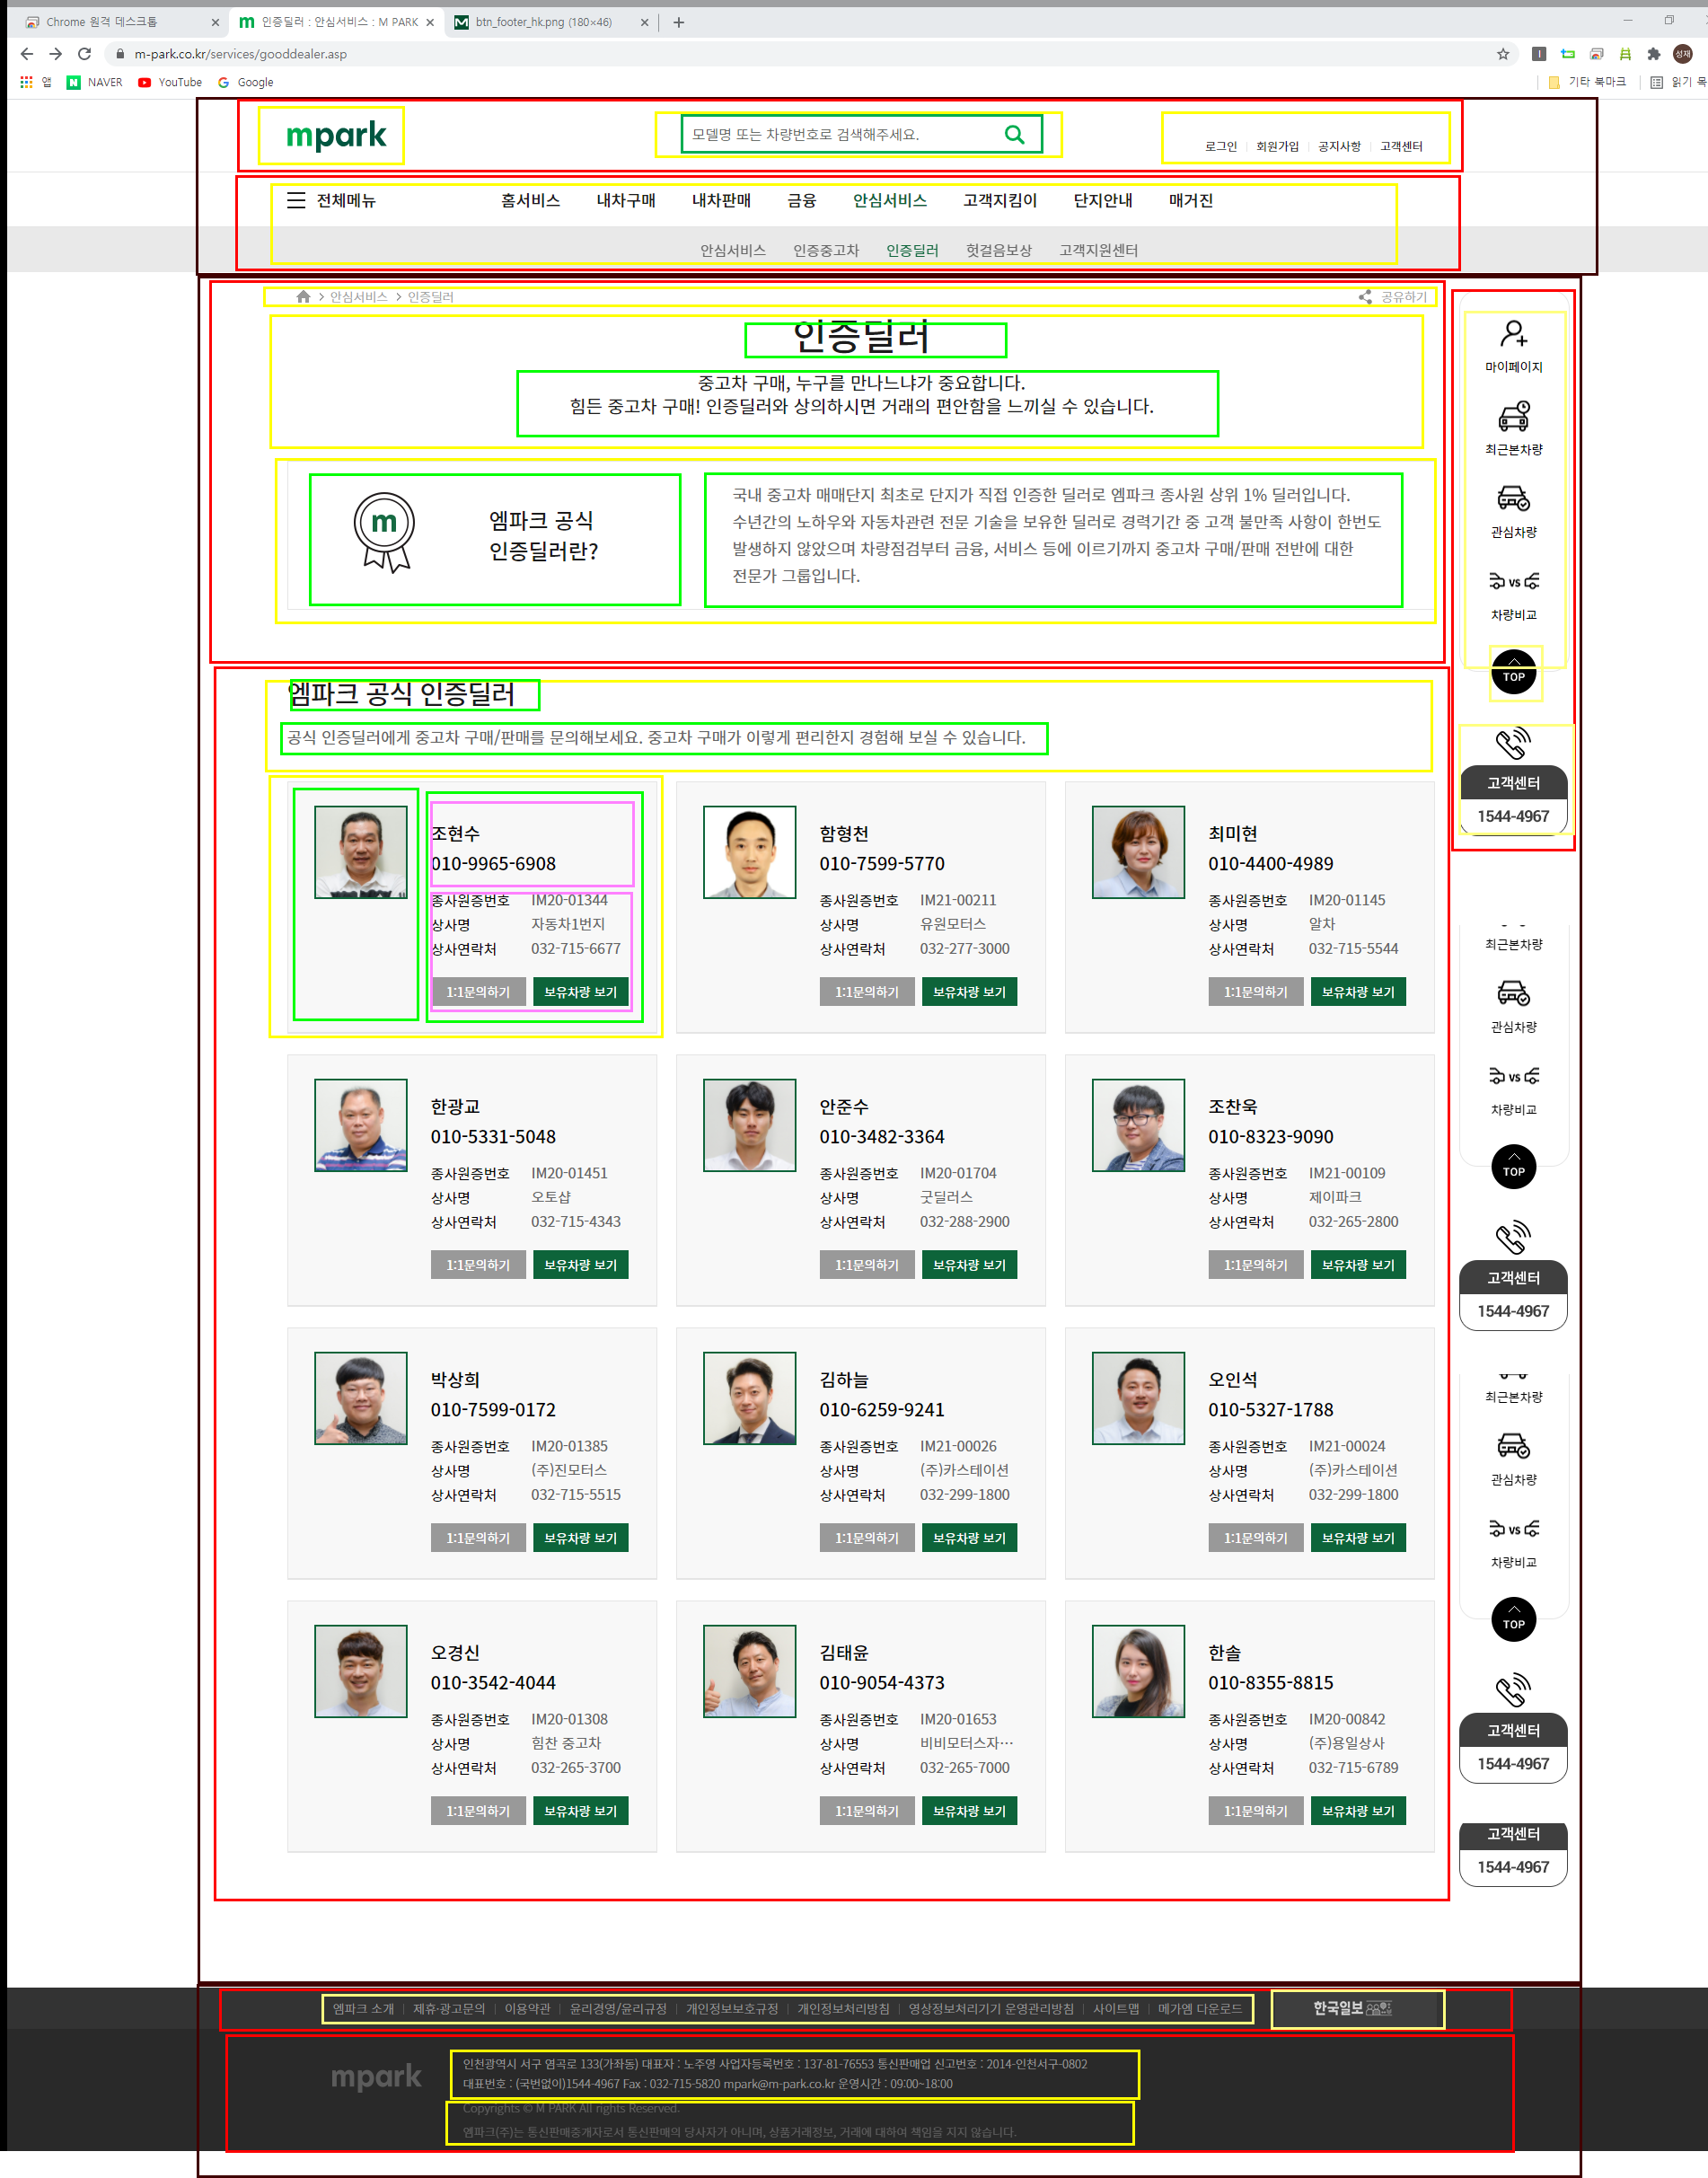 Chrome 원격 데스크톱
인증딜러 : 안심서비스 : M PARK
btn_footer_hk.png (180×46)
m-park.co.kr/services/gooddealer.asp
성재
앱 NAVER YouTube Google
기타 북마크 읽기 목
mpark
모델명 또는 차량번호로 검색해주세요.
로그인 회원가입 공지사항 고객센터
전체메뉴 홈서비스 내차구매 내차판매 금융 안심서비스 고객지킴이 단지안내 매거진
안심서비스 인증중고차 인증딜러 헛걸음보상 고객지원센터
안심서비스 인증딜러
공유하기
인증딜러
중고차 구매, 누구를 만나느냐가 중요합니다.
힘든 중고차 구매! 인증딜러와 상의하시면 거래의 편안함을 느끼실 수 있습니다.
m
엠파크 공식
인증딜러란?
국내 중고차 매매단지 최초로 단지가 직접 인증한 딜러로 엠파크 종사원 상위 1% 딜러입니다.
수년간의 노하우와 자동차관련 전문 기술을 보유한 딜러로 경력기간 중 고객 불만족 사항이 한번도
발생하지 않았으며 차량점검부터 금융, 서비스 등에 이르기까지 중고차 구매/판매 전반에 대한
전문가 그룹입니다.
마이페이지
최근본차량
관심차량
vs
차량비교
TOP
고객센터
1544-4967
엠파크 공식 인증딜러
공식 인증딜러에게 중고차 구매/판매를 문의해보세요. 중고차 구매가 이렇게 편리한지 경험해 보실 수 있습니다.
조현수
010-9965-6908
종사원증번호 IM20-01344
상사명 자동차1번지
상사연락처 032-715-6677
1:1문의하기 보유차량 보기
함형천
010-7599-5770
종사원증번호 IM21-00211
상사명 유원모터스
상사연락처 032-277-3000
1:1문의하기 보유차량 보기
최미현
010-4400-4989
종사원증번호 IM20-01145
상사명 알차
상사연락처 032-715-5544
1:1문의하기 보유차량 보기
최근본차량
관심차량
vs
차량비교
TOP
고객센터
1544-4967
한광교
010-5331-5048
종사원증번호 IM20-01451
상사명 오토샵
상사연락처 032-715-4343
1:1문의하기 보유차량 보기
안준수
010-3482-3364
종사원증번호 IM20-01704
상사명 굿딜러스
상사연락처 032-288-2900
1:1문의하기 보유차량 보기
조찬욱
010-8323-9090
종사원증번호 IM21-00109
상사명 제이파크
상사연락처 032-265-2800
1:1문의하기 보유차량 보기
박상희
010-7599-0172
종사원증번호 IM20-01385
상사명 (주)진모터스
상사연락처 032-715-5515
1:1문의하기 보유차량 보기
김하늘
010-6259-9241
종사원증번호 IM21-00026
상사명 (주)카스테이션
상사연락처 032-299-1800
1:1문의하기 보유차량 보기
오인석
010-5327-1788
종사원증번호 IM21-00024
상사명 (주)카스테이션
상사연락처 032-299-1800
1:1문의하기 보유차량 보기
최근본차량
관심차량
vs
차량비교
TOP
고객센터
1544-4967
오경신
010-3542-4044
종사원증번호 IM20-01308
상사명 힘찬 중고차
상사연락처 032-265-3700
1:1문의하기 보유차량 보기
김태윤
010-9054-4373
종사원증번호 IM20-01653
상사명 비비모터스자…
상사연락처 032-265-7000
1:1문의하기 보유차량 보기
한솔
010-8355-8815
종사원증번호 IM20-00842
상사명 (주)용일상사
상사연락처 032-715-6789
1:1문의하기 보유차량 보기
고객센터
1544-4967
엠파크 소개 제휴·광고문의 이용약관 윤리경영/윤리규정 개인정보보호규정 개인정보처리방침 영상정보처리기기 운영관리방침 사이트맵 메가엠 다운로드
한국일보
mpark
인천광역시 서구 염곡로 133(가좌동) 대표자 : 노주영 사업자등록번호 : 137-81-76553 통신판매업 신고번호 : 2014-인천서구-0802
대표번호 : (국번없이)1544-4967 Fax : 032-715-5820 mpark@m-park.co.kr 운영시간 : 09:00~18:00
Copyrights © M PARK All rights Reserved.
엠파크(주)는 통신판매중개자로서 통신판매의 당사자가 아니며, 상품거래정보, 거래에 대하여 책임을 지지 않습니다.